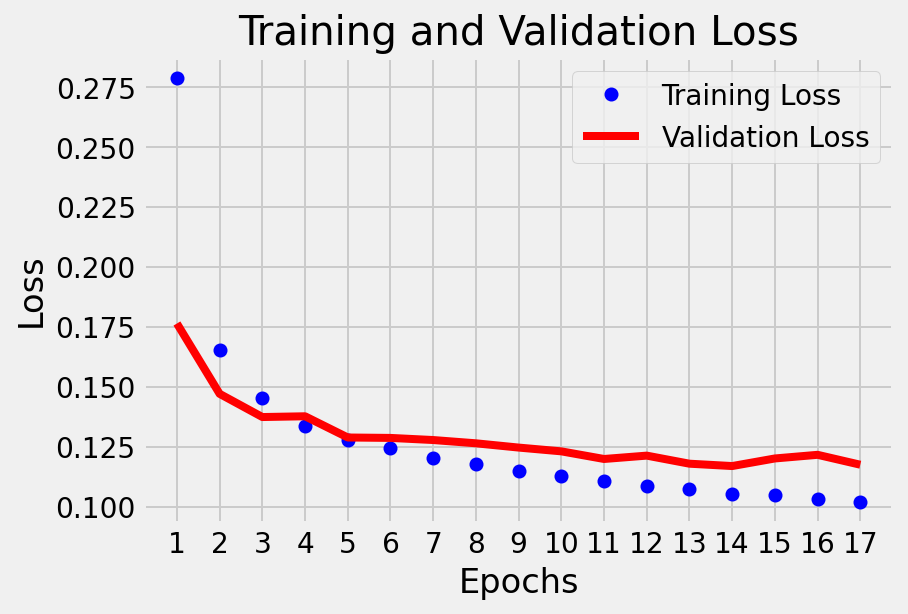 Training and Validation Loss
Training Loss
Validation Loss
0.275
0.250
0.225
0.200
0.175
0.150
0.125
0.100
Loss
1 2 3 4 5 6 7 8 9 10 11 12 13 14 15 16 17
Epochs